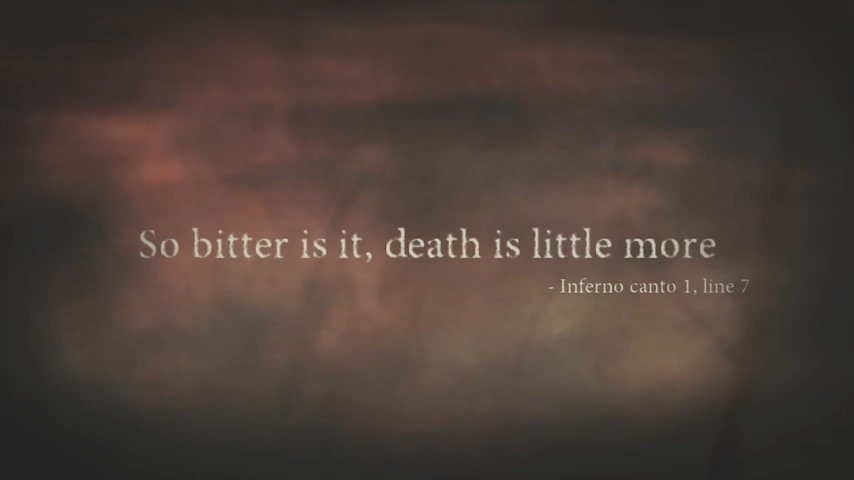 So bitter is it, death is little more
- Inferno canto 1, line 7